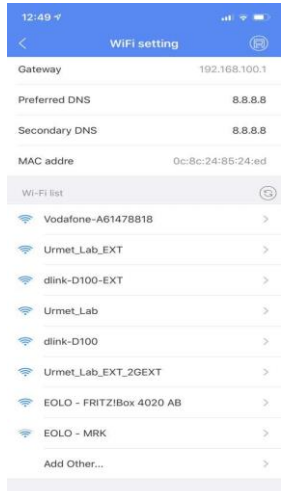 12:49
WiFi setting
Gateway 192.168.100.1
Preferred DNS 8.8.8.8
Secondary DNS 8.8.8.8
MAC addre 0c:8c:24:85:24:ed
Wi-Fi list
Vodafone-A61478818
Urmet_Lab_EXT
dlink-D100-EXT
Urmet_Lab
dlink-D100
Urmet_Lab_EXT_2GEXT
EOLO - FRITZ!Box 4020 AB
EOLO - MRK
Add Other...